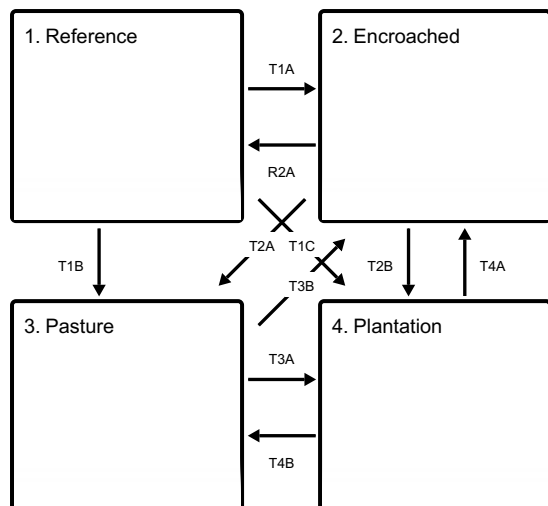 1. Reference
2. Encroached
T1A
R2A
T1B
T2A
T1C
T2B
T4A
T3B
3. Pasture
4. Plantation
T3A
T4B